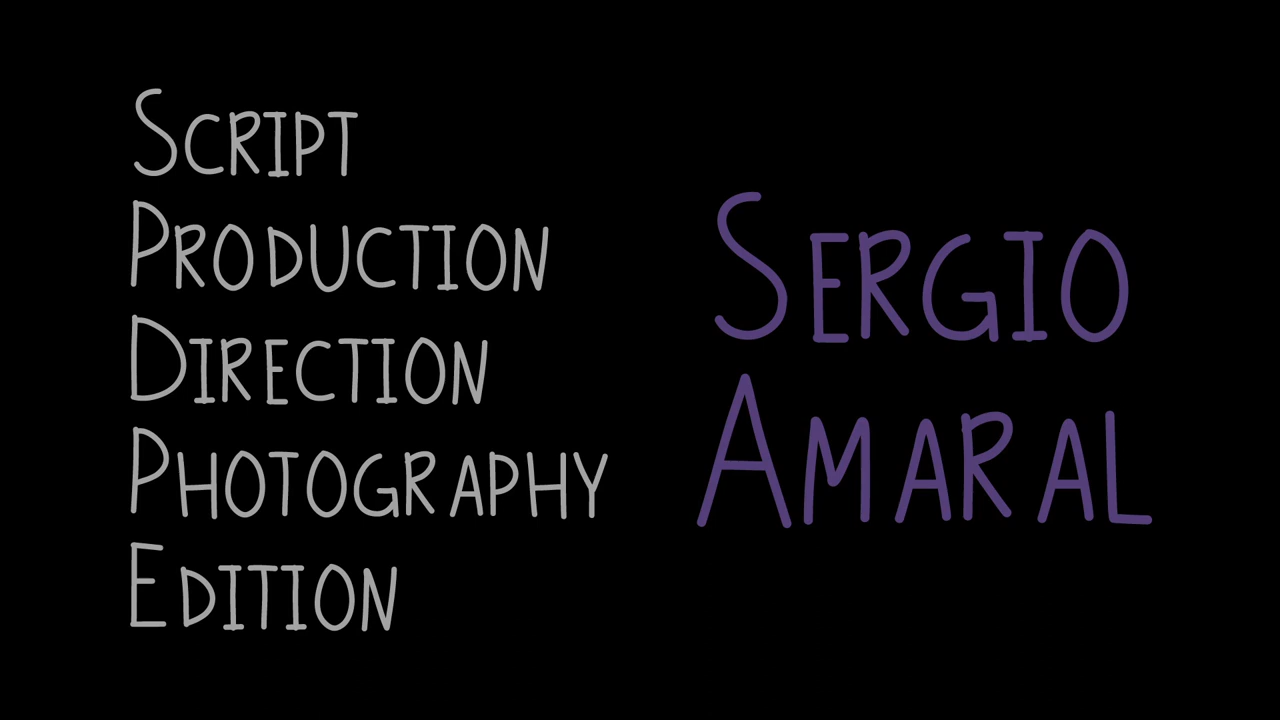 Script
Production
Direction
Photography
Edition
Sergio
Amaral